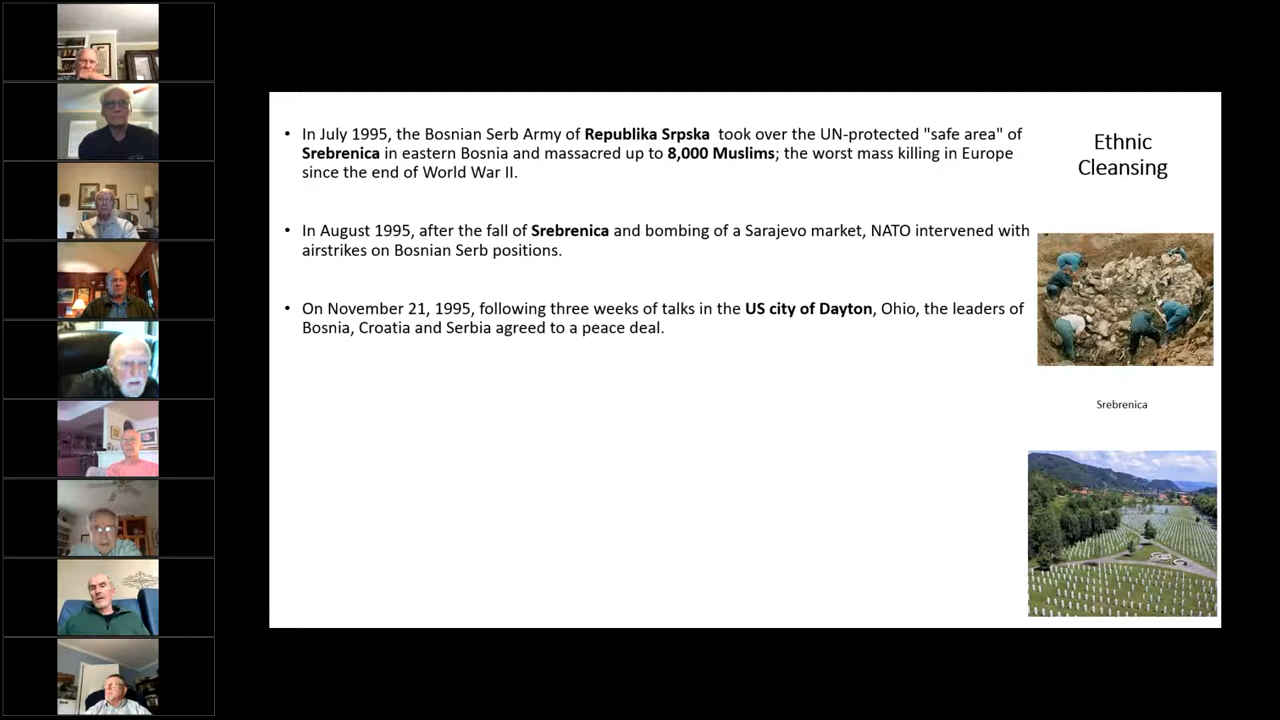 • In July 1995, the Bosnian Serb Army of Republika Srpska took over the UN-protected "safe area" of
Srebrenica in eastern Bosnia and massacred up to 8,000 Muslims; the worst mass killing in Europe
since the end of World War II.
• In August 1995, after the fall of Srebrenica and bombing of a Sarajevo market, NATO intervened with
airstrikes on Bosnian Serb positions.
• On November 21, 1995, following three weeks of talks in the US city of Dayton, Ohio, the leaders of
Bosnia, Croatia and Serbia agreed to a peace deal.
Ethnic
Cleansing
Srebrenica